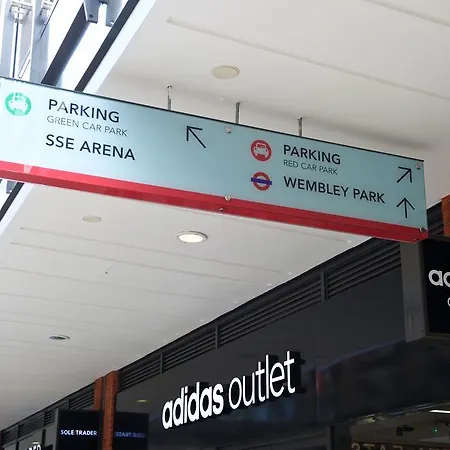 PARKING
GREEN CAR PARK
SSE ARENA
PARKING
RED CAR PARK
WEMBLEY PARK
adidas outlet
SOLE TRADER